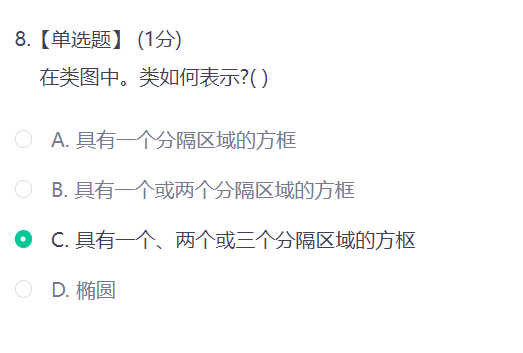 8.【单选题】 (1分)
在类图中。类如何表示?( )
A. 具有一个分隔区域的方框
B. 具有一个或两个分隔区域的方框
C. 具有一个、两个或三个分隔区域的方枢
D. 椭圆